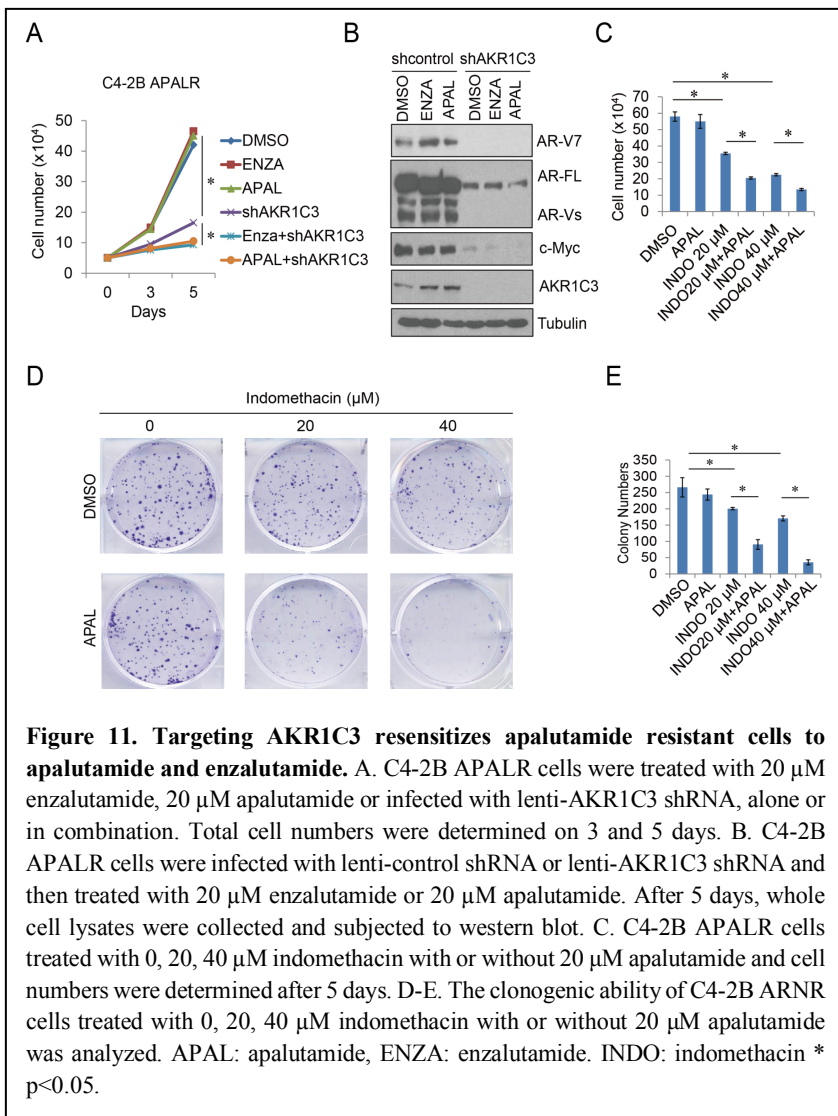 A
C4-2B APALR
Cell number (x10⁴)
50
40
30
20
10
0
0 3 5
Days
DMSO
ENZA
APAL
shAKR1C3
Enza+shAKR1C3
APAL+shAKR1C3
*
*
B
shcontrol shAKR1C3
DMSO
ENZA
APAL
DMSO
ENZA
APAL
AR-V7
AR-FL
AR-Vs
c-Myc
AKR1C3
Tubulin
C
Cell number (x10⁴)
70
60
50
40
30
20
10
0
*
*
*
*
DMSO
APAL
INDO 20 µM
INDO20 µM+APAL
INDO 40 µM
INDO40 µM+APAL
D
Indomethacin (µM)
0 20 40
DMSO
APAL
E
Colony Numbers
300
250
200
150
100
50
0
*
*
*
*
DMSO
APAL
INDO 20 µM
INDO20 µM+APAL
INDO 40 µM
INDO40 µM+APAL
Figure 11. Targeting AKR1C3 resensitizes apalutamide resistant cells to
apalutamide and enzalutamide. A. C4-2B APALR cells were treated with 20 µM
enzalutamide, 20 µM apalutamide or infected with lenti-AKR1C3 shRNA, alone or
in combination. Total cell numbers were determined on 3 and 5 days. B. C4-2B
APALR cells were infected with lenti-control shRNA or lenti-AKR1C3 shRNA and
then treated with 20 µM enzalutamide or 20 µM apalutamide. After 5 days, whole
cell lysates were collected and subjected to western blot. C. C4-2B APALR cells
treated with 0, 20, 40 µM indomethacin with or without 20 µM apalutamide and cell
numbers were determined after 5 days. D-E. The clonogenic ability of C4-2B ARNR
cells treated with 0, 20, 40 µM indomethacin with or without 20 µM apalutamide
was analyzed. APAL: apalutamide, ENZA: enzalutamide. INDO: indomethacin *
p<0.05.